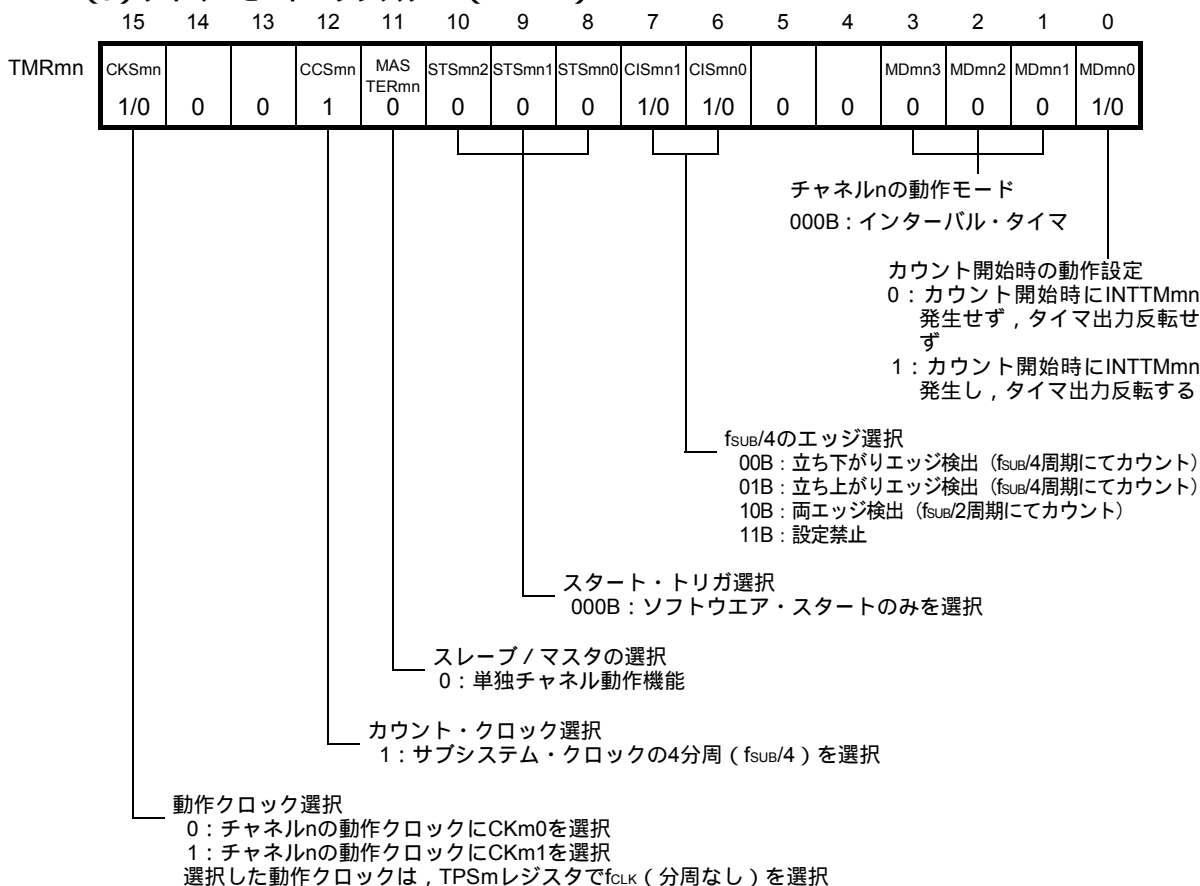 15 14 13 12 11 10 9 8 7 6 5 4 3 2 1 0
TMRmn CKSmn CCSmn MAS TERmn STSmn2 STSmn1 STSmn0 CISmn1 CISmn0 MDmn3 MDmn2 MDmn1 MDmn0
1/0 0 0 1 0 0 0 0 1/0 1/0 0 0 0 0 0 1/0
チャネルnの動作モード
000B：インターバル・タイマ
カウント開始時の動作設定
0：カウント開始時にINTTMmn
発生せず，タイマ出力反転せ
ず
1：カウント開始時にINTTMmn
発生し，タイマ出力反転する
fSUB/4のエッジ選択
00B：立ち下がりエッジ検出（fSUB/4周期にてカウント）
01B：立ち上がりエッジ検出（fSUB/4周期にてカウント）
10B：両エッジ検出（fSUB/2周期にてカウント）
11B：設定禁止
スタート・トリガ選択
000B：ソフトウエア・スタートのみを選択
スレーブ／マスタの選択
0：単独チャネル動作機能
カウント・クロック選択
1：サブシステム・クロックの4分周（fSUB/4）を選択
動作クロック選択
0：チャネルnの動作クロックにCKm0を選択
1：チャネルnの動作クロックにCKm1を選択
選択した動作クロックは，TPSmレジスタでfCLK（分周なし）を選択